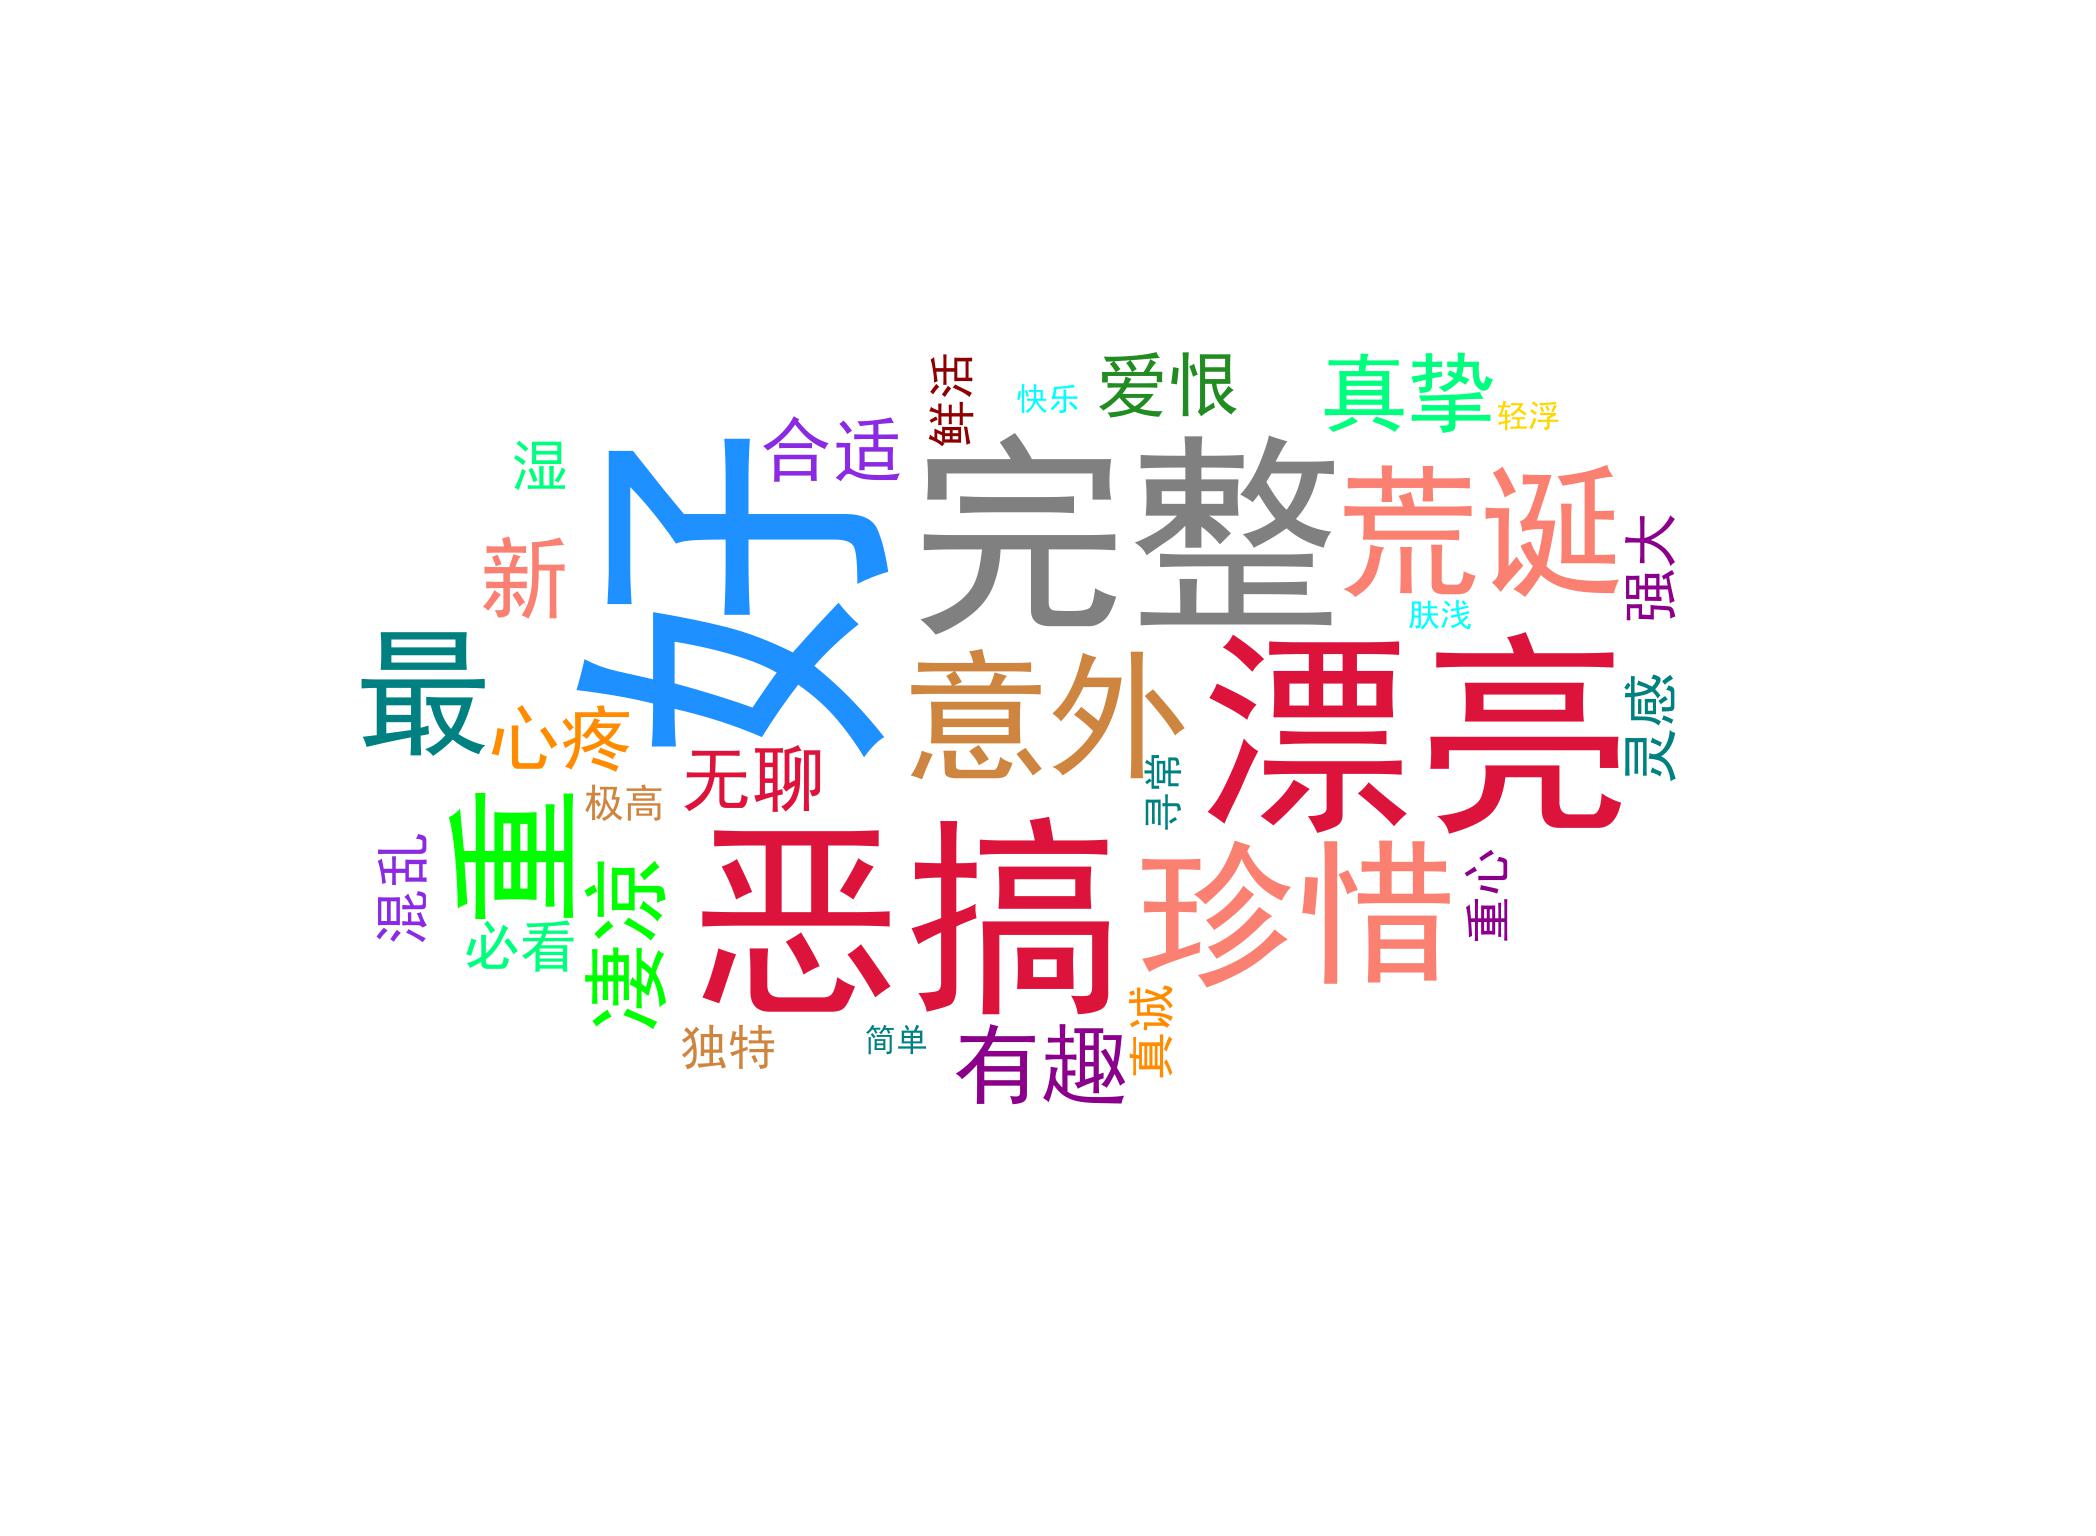 鲜活
快乐
爱恨
真挚
轻浮
合适
湿
好
完整
荒诞
强大
新
肤浅
最
心疼
意外
漂亮
灵感
无聊
寻常
极高
重
混乱
必看
凄凉
恶搞
珍惜
重心
独特
简单
有趣
真诚